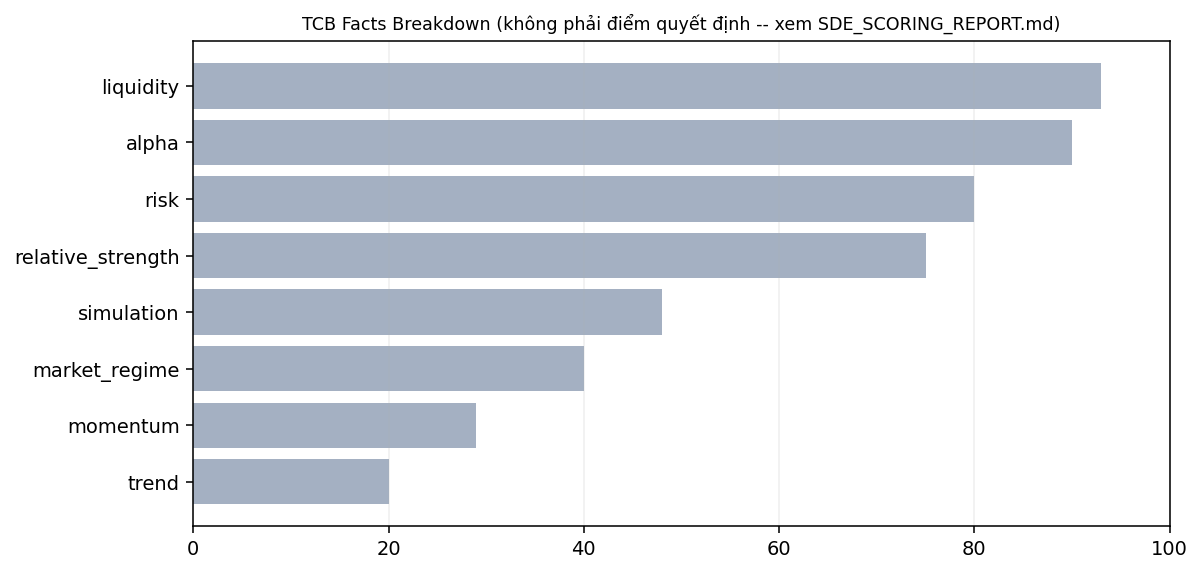 TCB Facts Breakdown (không phải điểm quyết định -- xem SDE_SCORING_REPORT.md)
liquidity
alpha
risk
relative_strength
simulation
market_regime
momentum
trend
0 20 40 60 80 100